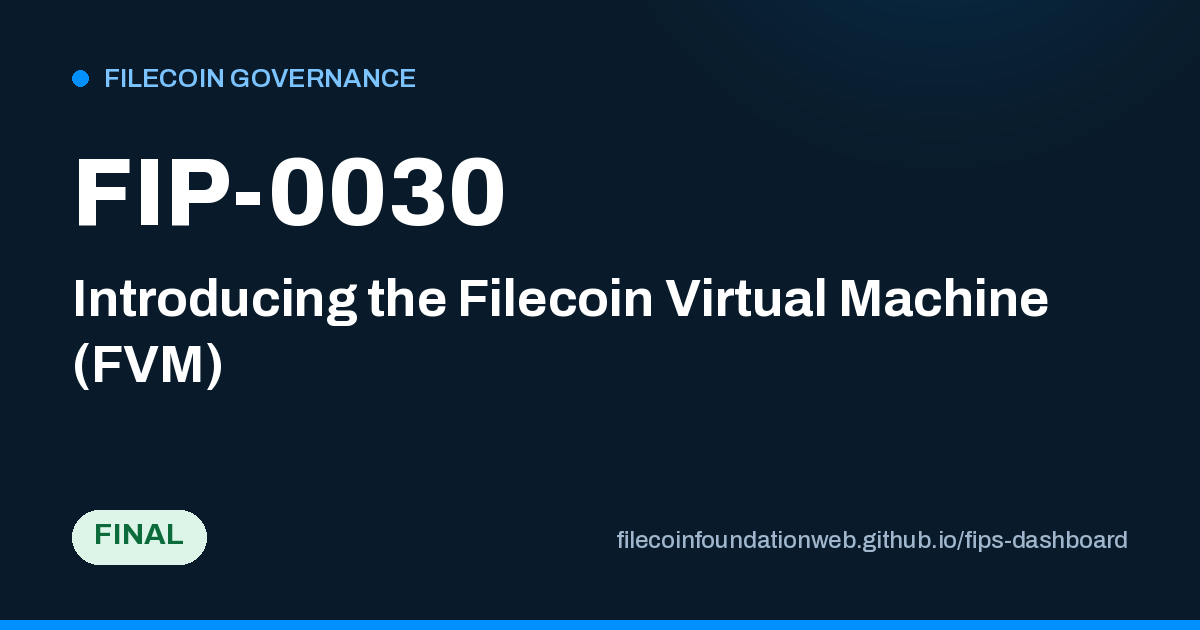 FILECOIN GOVERNANCE
FIP-0030
Introducing the Filecoin Virtual Machine
(FVM)
FINAL
filecoinfoundationweb.github.io/fips-dashboard